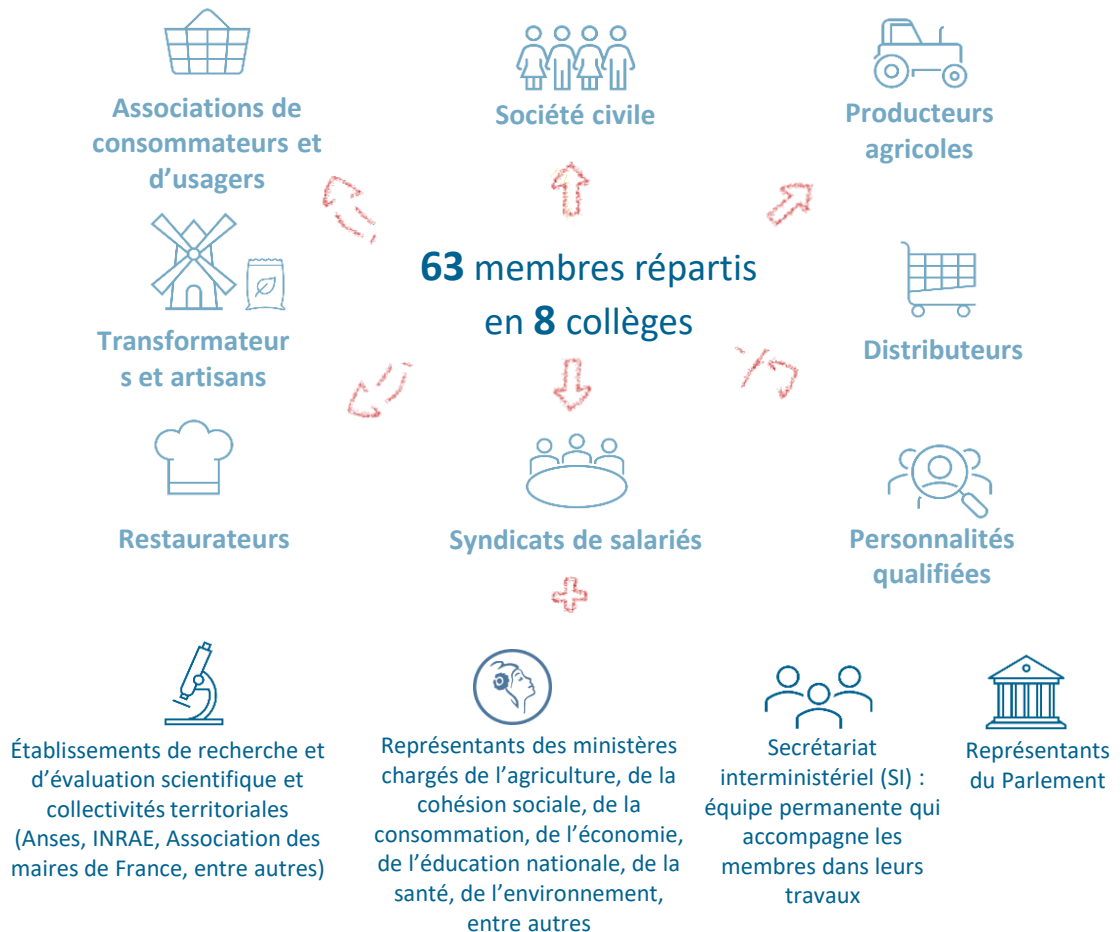 Associations de
consommateurs et
d’usagers
Société civile
Producteurs
agricoles
63 membres répartis
en 8 collèges
Transformateur
s et artisans
Distributeurs
Restaurateurs
Syndicats de salariés
Personnalités
qualifiées
Établissements de recherche et
d’évaluation scientifique et
collectivités territoriales
(Anses, INRAE, Association des
maires de France, entre autres)
Représentants des ministères
chargés de l’agriculture, de la
cohésion sociale, de la
consommation, de l’économie,
de l’éducation nationale, de la
santé, de l’environnement,
entre autres
Secrétariat
interministériel (SI) :
équipe permanente qui
accompagne les
membres dans leurs
travaux
Représentants
du Parlement